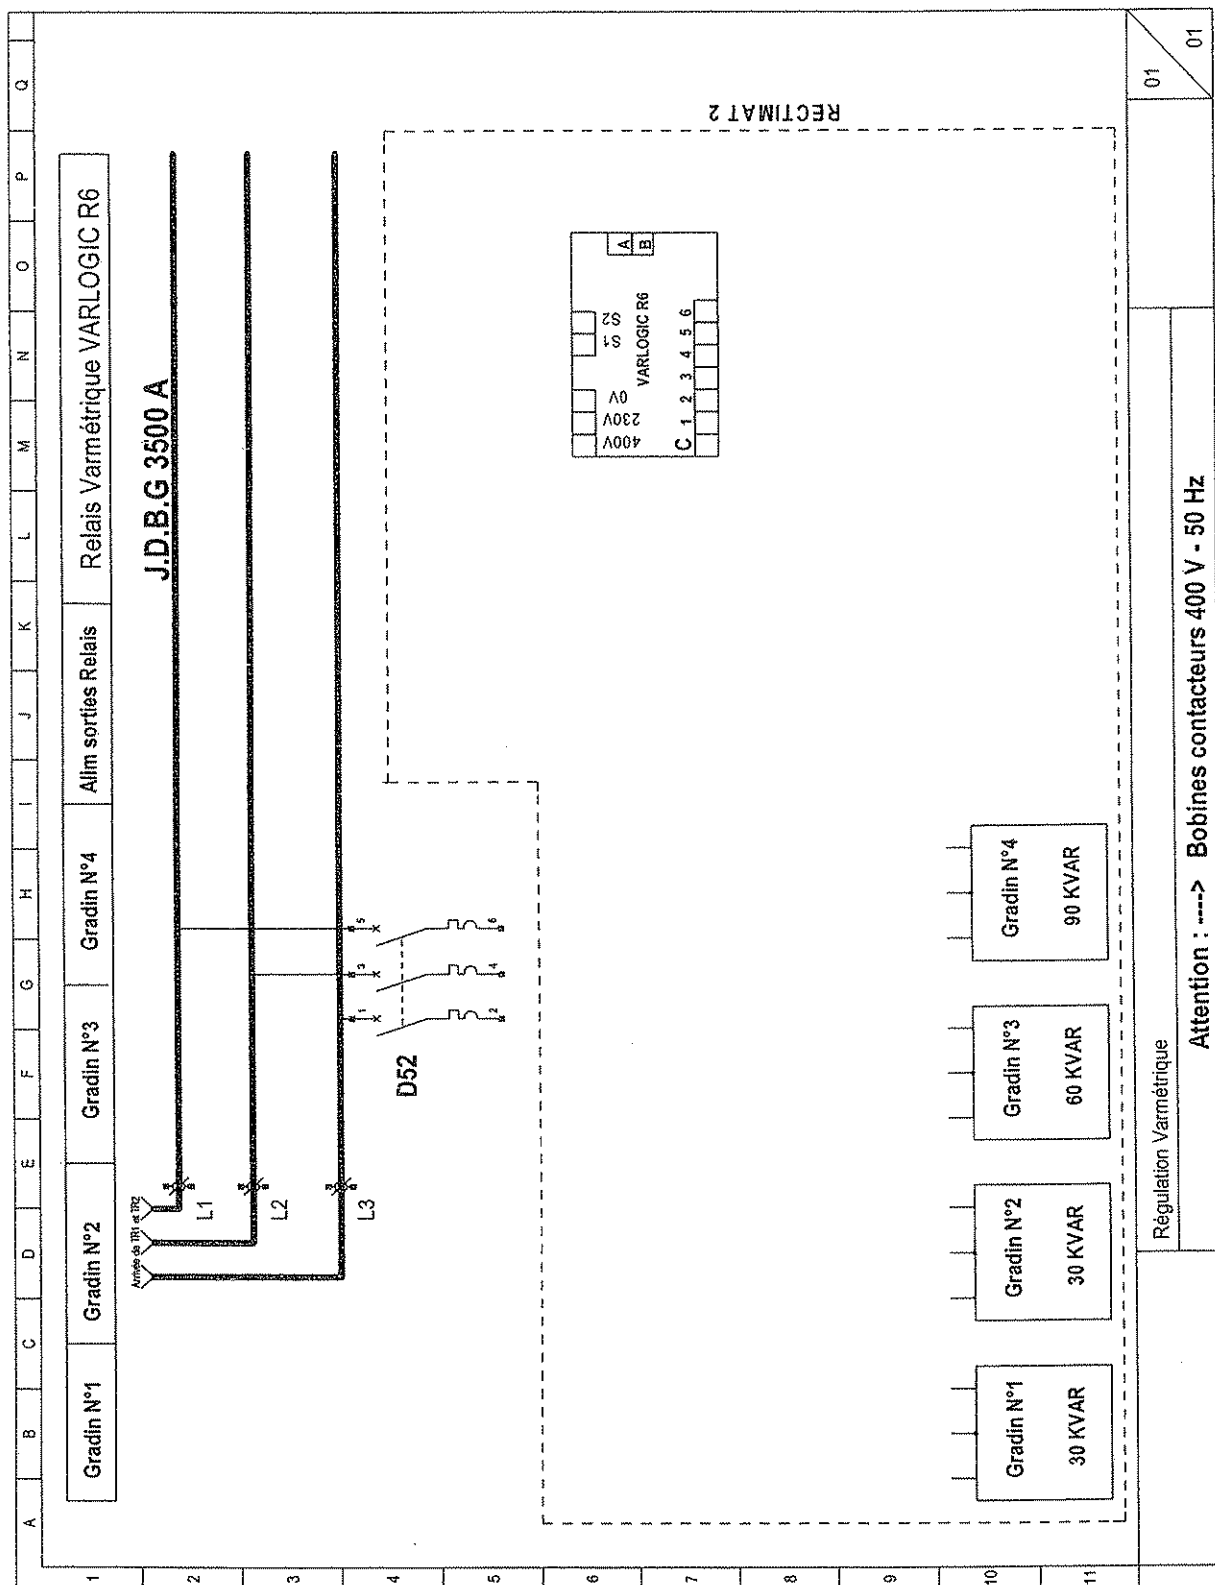 A B C D E F G H I J K L M N O P Q
1
2
3
4
5
6
7
8
9
10
11
Gradin N°1
Gradin N°2
Gradin N°3
Gradin N°4
Alim sorties Relais
Relais Varmétrique VARLOGIC R6
Arrivée de TR1 et TR2
J.D.B.G 3500 A
L1
L2
L3
D52
1 3 5
2 4 6
400V 230V 0V S1 S2
VARLOGIC R6
A
B
C 1 2 3 4 5 6
RECTIMAT 2
Gradin N°1
30 KVAR
Gradin N°2
30 KVAR
Gradin N°3
60 KVAR
Gradin N°4
90 KVAR
Régulation Varmétrique
Attention : ----> Bobines contacteurs 400 V - 50 Hz
01
01